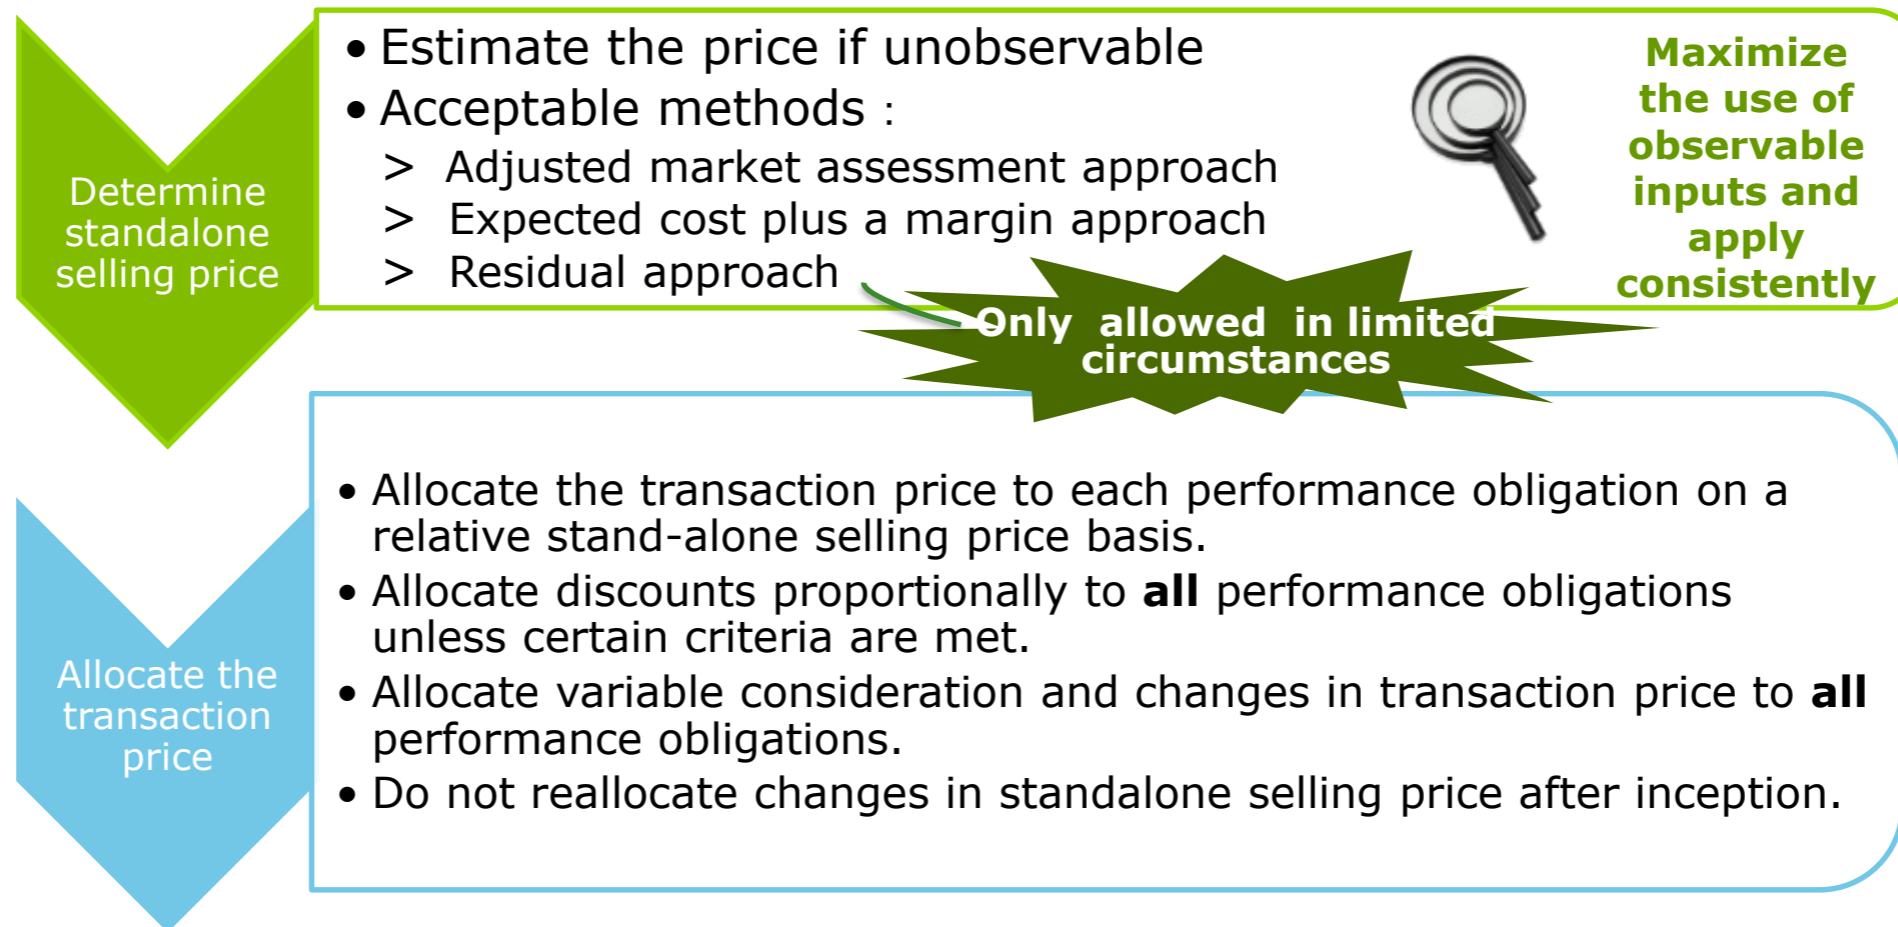 Determine
standalone
selling price
• Estimate the price if unobservable
• Acceptable methods :
> Adjusted market assessment approach
> Expected cost plus a margin approach
> Residual approach
Maximize
the use of
observable
inputs and
apply
consistently
Only allowed in limited
circumstances
Allocate the
transaction
price
• Allocate the transaction price to each performance obligation on a
relative stand-alone selling price basis.
• Allocate discounts proportionally to all performance obligations
unless certain criteria are met.
• Allocate variable consideration and changes in transaction price to all
performance obligations.
• Do not reallocate changes in standalone selling price after inception.